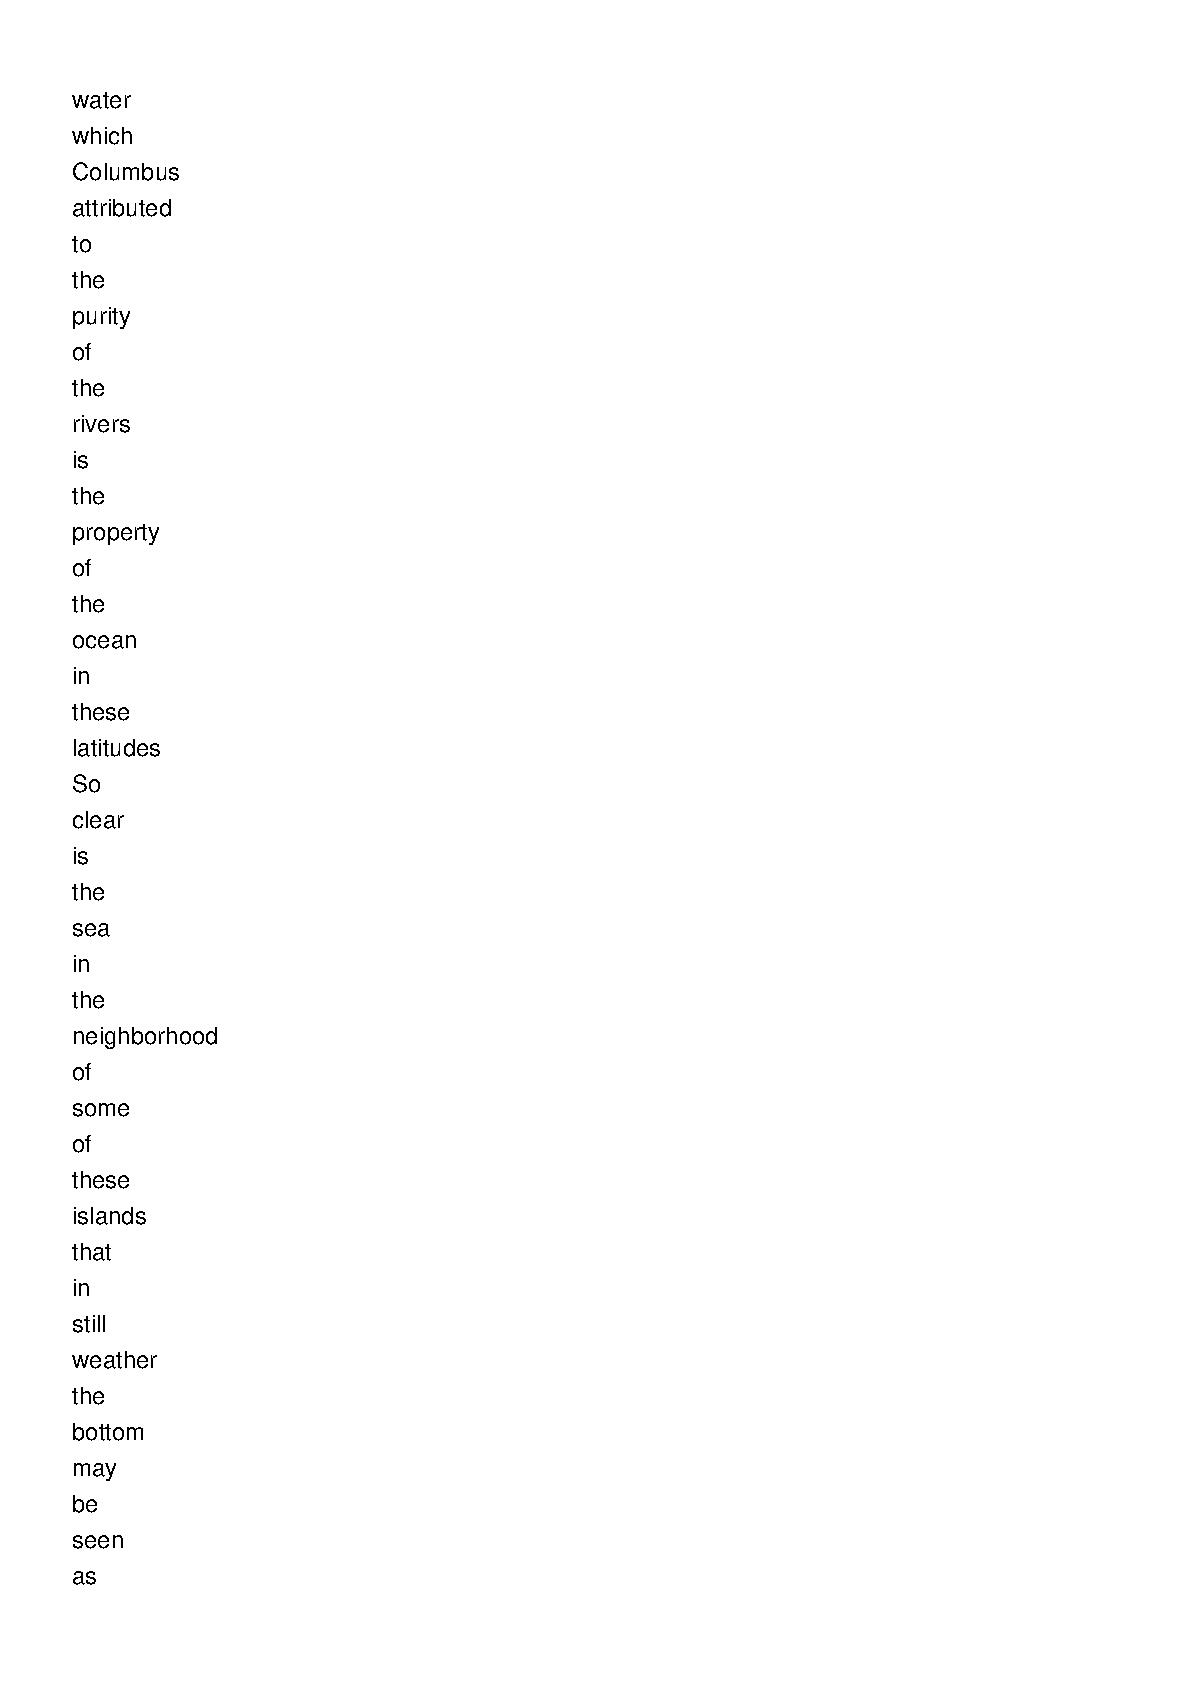 water
which
Columbus
attributed
to
the
purity
of
the
rivers
is
the
property
of
the
ocean
in
these
latitudes
So
clear
is
the
sea
in
the
neighborhood
of
some
of
these
islands
that
in
still
weather
the
bottom
may
be
seen
as